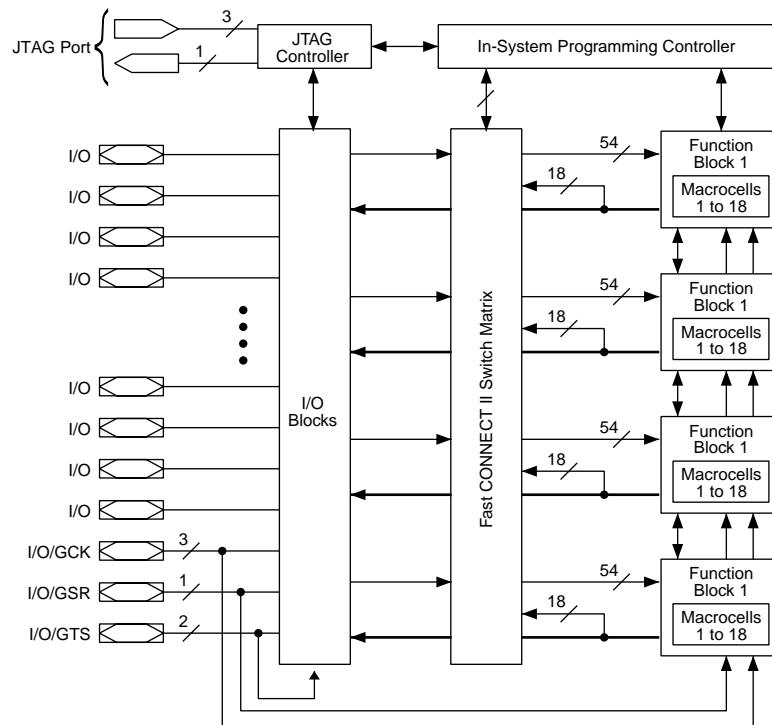 JTAG Port
3
1
JTAG
Controller
In-System Programming Controller
I/O
I/O
I/O
I/O
I/O
I/O
I/O
I/O
I/O/GCK
3
I/O/GSR
1
I/O/GTS
2
I/O
Blocks
Fast CONNECT II Switch Matrix
54
18
Function
Block 1
Macrocells
1 to 18
54
18
Function
Block 1
Macrocells
1 to 18
54
18
Function
Block 1
Macrocells
1 to 18
54
18
Function
Block 1
Macrocells
1 to 18